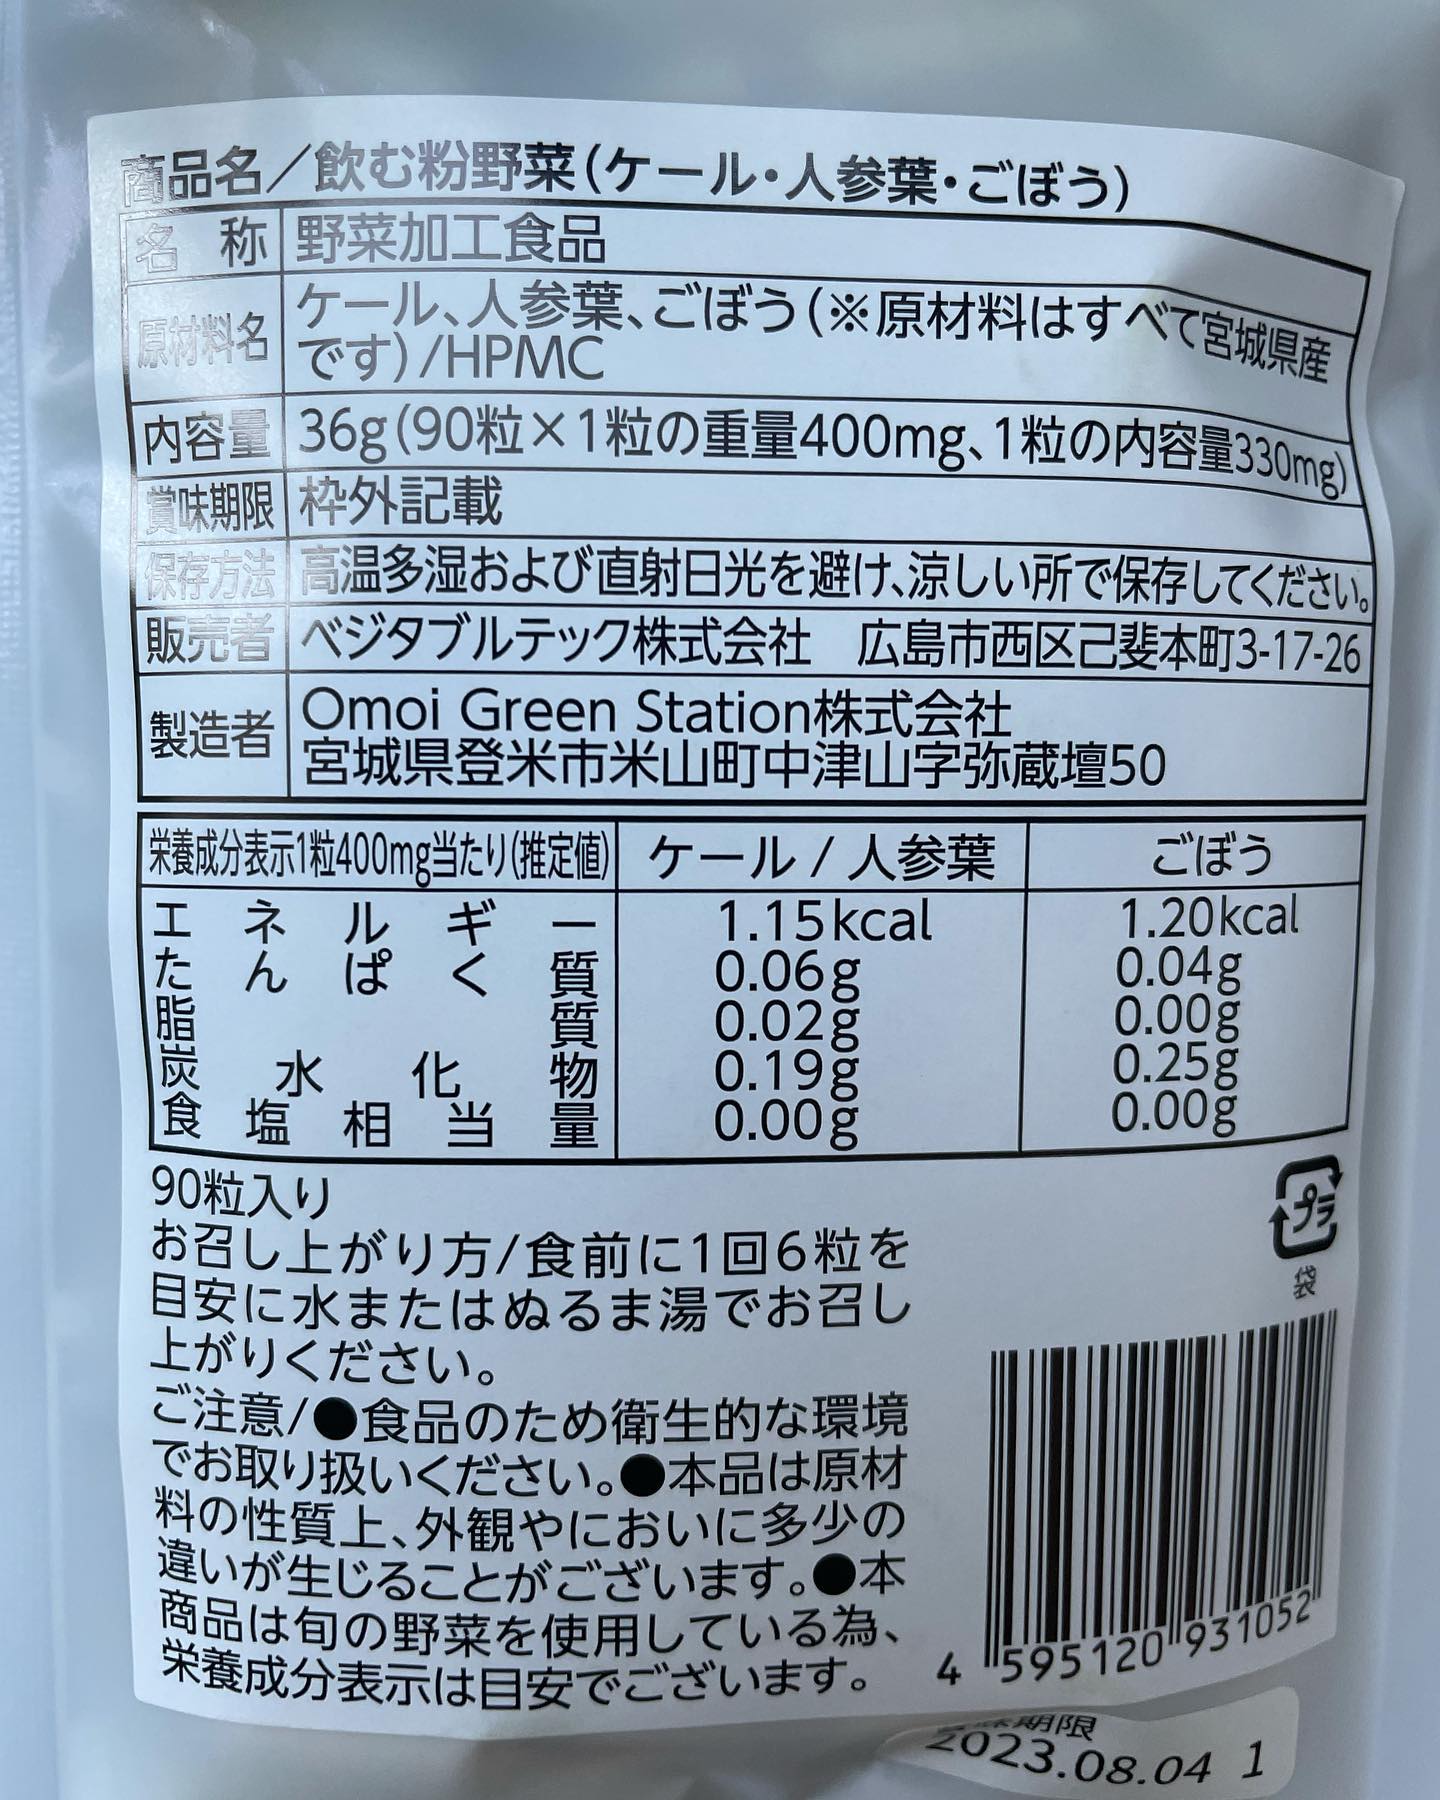 商品名／飲む粉野菜(ケール・人参葉・ごぼう)
名 称 野菜加工食品
原材料名 ケール、人参葉、ごぼう(※原材料はすべて宮城県産
です)/HPMC
内容量 36g(90粒×1粒の重量400mg、1粒の内容量330mg)
賞味期限 枠外記載
保存方法 高温多湿および直射日光を避け、涼しい所で保存してください。
販売者 ベジタブルテック株式会社 広島市西区己斐本町3-17-26
製造者 Omoi Green Station株式会社
宮城県登米市米山町中津山字弥蔵壇50
栄養成分表示1粒400mg当たり(推定値) ケール / 人参葉 ごぼう
エネルギー 1.15kcal 1.20kcal
たんぱく質 0.06g 0.04g
脂質 0.02g 0.00g
炭水化物 0.19g 0.25g
食塩相当量 0.00g 0.00g
90粒入り
お召し上がり方/食前に1回6粒を
目安に水またはぬるま湯でお召し
上がりください。
ご注意/●食品のため衛生的な環境
でお取り扱いください。●本品は原材
料の性質上、外観やにおいに多少の
違いが生じることがございます。●本
商品は旬の野菜を使用している為、
栄養成分表示は目安でございます。
プラ
袋
4 595120 931052
賞味期限
2023.08.04 1